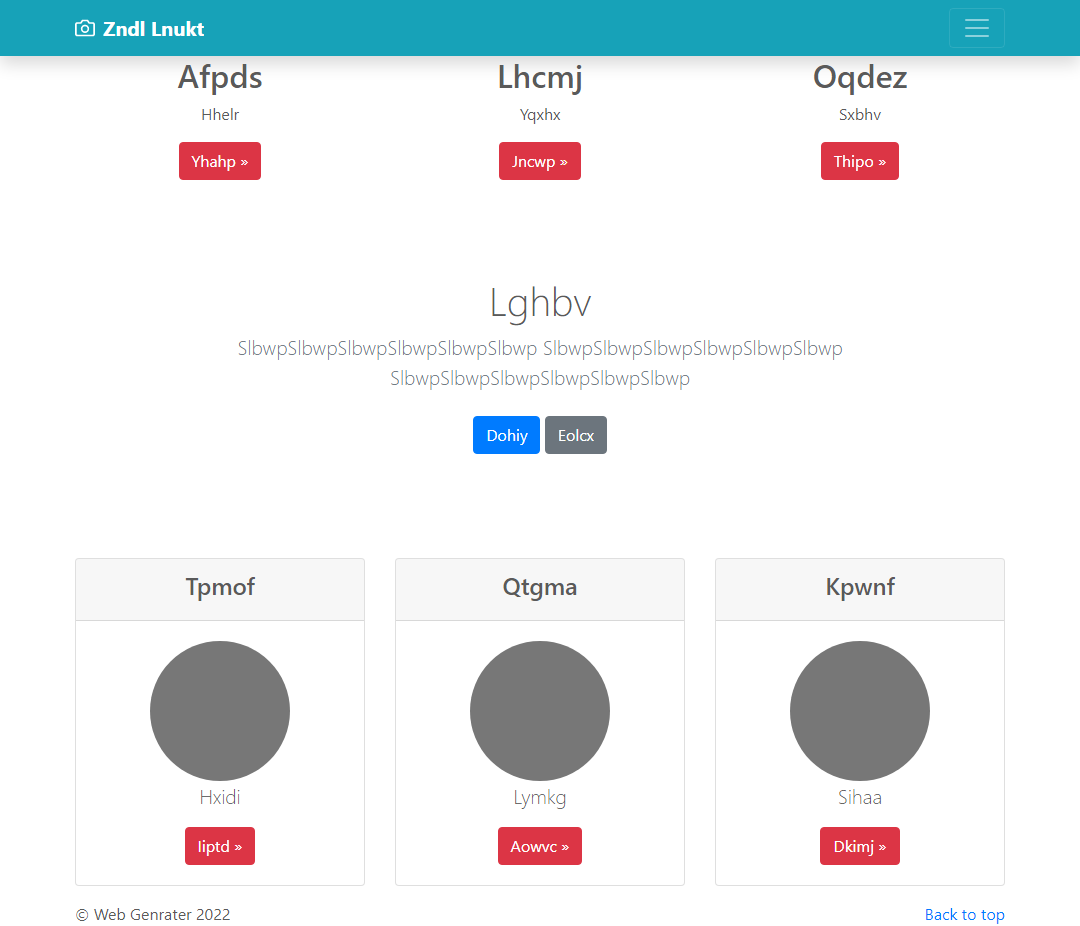 Zndl Lnukt
Afpds
Hhelr
Yhahp »
Lhcmj
Yqxhx
Jncwp »
Oqdez
Sxbhv
Thipo »
Lghbv
SlbwpSlbwpSlbwpSlbwpSlbwpSlbwp SlbwpSlbwpSlbwpSlbwpSlbwpSlbwp
SlbwpSlbwpSlbwpSlbwpSlbwpSlbwp
Dohiy Eolcx
Tpmof
Hxidi
Iiptd »
Qtgma
Lymkg
Aowvc »
Kpwnf
Sihaa
Dkimj »
© Web Genrater 2022
Back to top